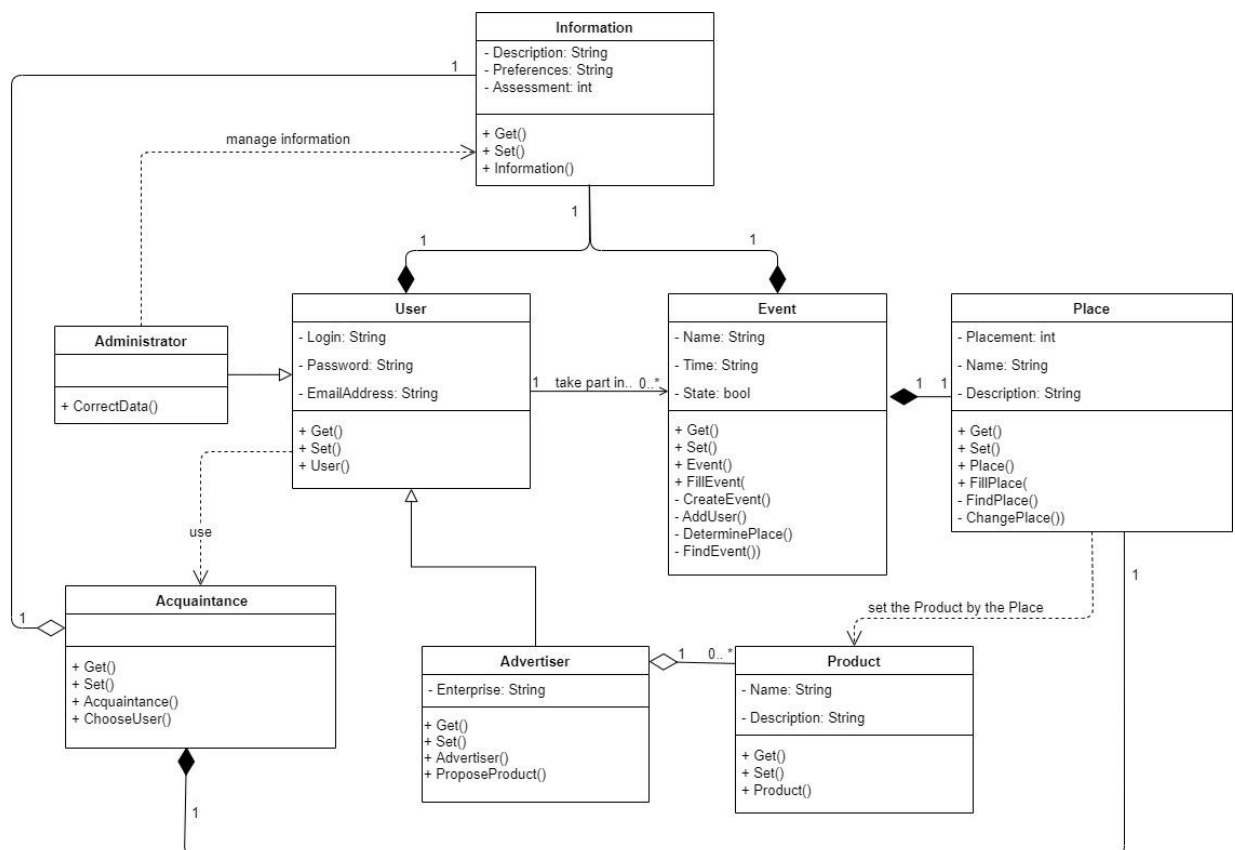 Information
- Description: String
- Preferences: String
- Assessment: int
+ Get()
+ Set()
+ Information()
1
manage information
1
1
1
User
- Login: String
- Password: String
- EmailAddress: String
+ Get()
+ Set()
+ User()
Event
- Name: String
- Time: String
- State: bool
+ Get()
+ Set()
+ Event()
+ FillEvent(
- CreateEvent()
- AddUser()
- DeterminePlace()
- FindEvent())
Place
- Placement: int
- Name: String
- Description: String
+ Get()
+ Set()
+ Place()
+ FillPlace(
- FindPlace()
- ChangePlace())
Administrator
+ CorrectData()
1 take part in.. 0..*
1 1
use
1
set the Product by the Place
1
Acquaintance
+ Get()
+ Set()
+ Acquaintance()
+ ChooseUser()
Advertiser
- Enterprise: String
+ Get()
+ Set()
+ Advertiser()
+ ProposeProduct()
1 0.. *
Product
- Name: String
- Description: String
+ Get()
+ Set()
+ Product()
1